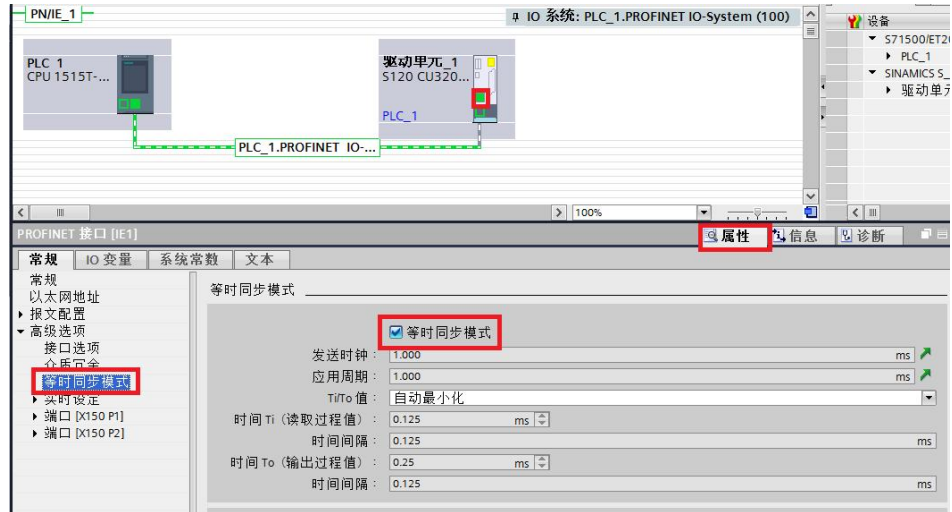 PN/IE_1
IO 系统: PLC_1.PROFINET IO-System (100)
设备
S71500/ET20
PLC_1
SINAMICS S_
驱动单元
PLC 1
CPU 1515T-...
驱动单元_1
S120 CU320...
PLC_1
PLC_1.PROFINET IO-...
100%
PROFINET 接口 [IE1]
属性
信息
诊断
常规
IO 变量
系统常数
文本
常规
以太网地址
报文配置
高级选项
接口选项
介质冗余
等时同步模式
实时设定
端口 [X150 P1]
端口 [X150 P2]
等时同步模式
等时同步模式
发送时钟: 1.000 ms
应用周期: 1.000 ms
Ti/To 值: 自动最小化
时间 Ti（读取过程值）: 0.125 ms
时间间隔: 0.125 ms
时间 To（输出过程值）: 0.25 ms
时间间隔: 0.125 ms